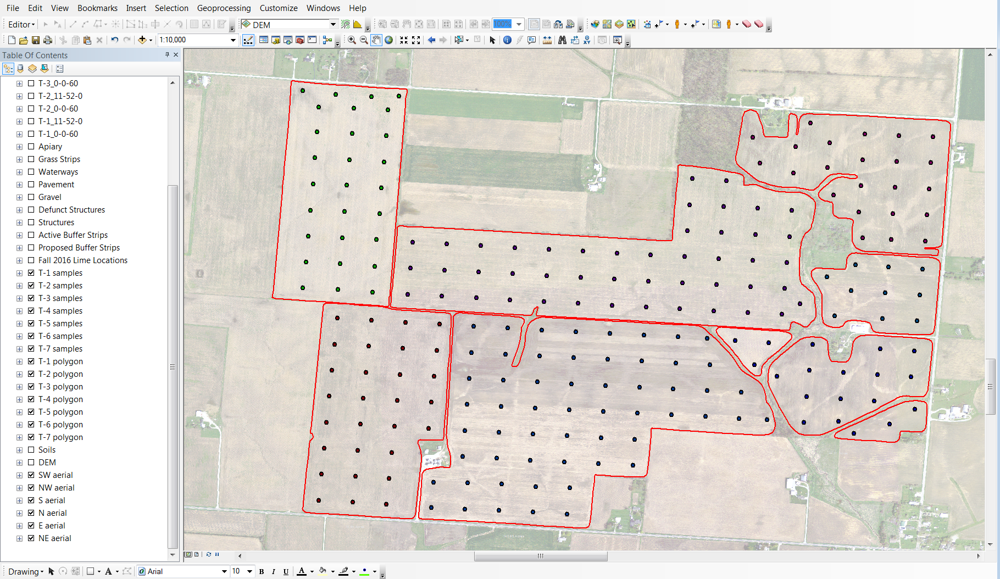 File Edit View Bookmarks Insert Selection Geoprocessing Customize Windows Help
Editor DEM 100%
1:10,000
Table Of Contents
T-3_0-0-60
T-2_11-52-0
T-2_0-0-60
T-1_11-52-0
T-1_0-0-60
Apiary
Grass Strips
Waterways
Pavement
Gravel
Defunct Structures
Structures
Active Buffer Strips
Proposed Buffer Strips
Fall 2016 Lime Locations
T-1 samples
T-2 samples
T-3 samples
T-4 samples
T-5 samples
T-6 samples
T-7 samples
T-1 polygon
T-2 polygon
T-3 polygon
T-4 polygon
T-5 polygon
T-6 polygon
T-7 polygon
Soils
DEM
SW aerial
NW aerial
S aerial
N aerial
E aerial
NE aerial
Drawing A Arial 10 B I U A